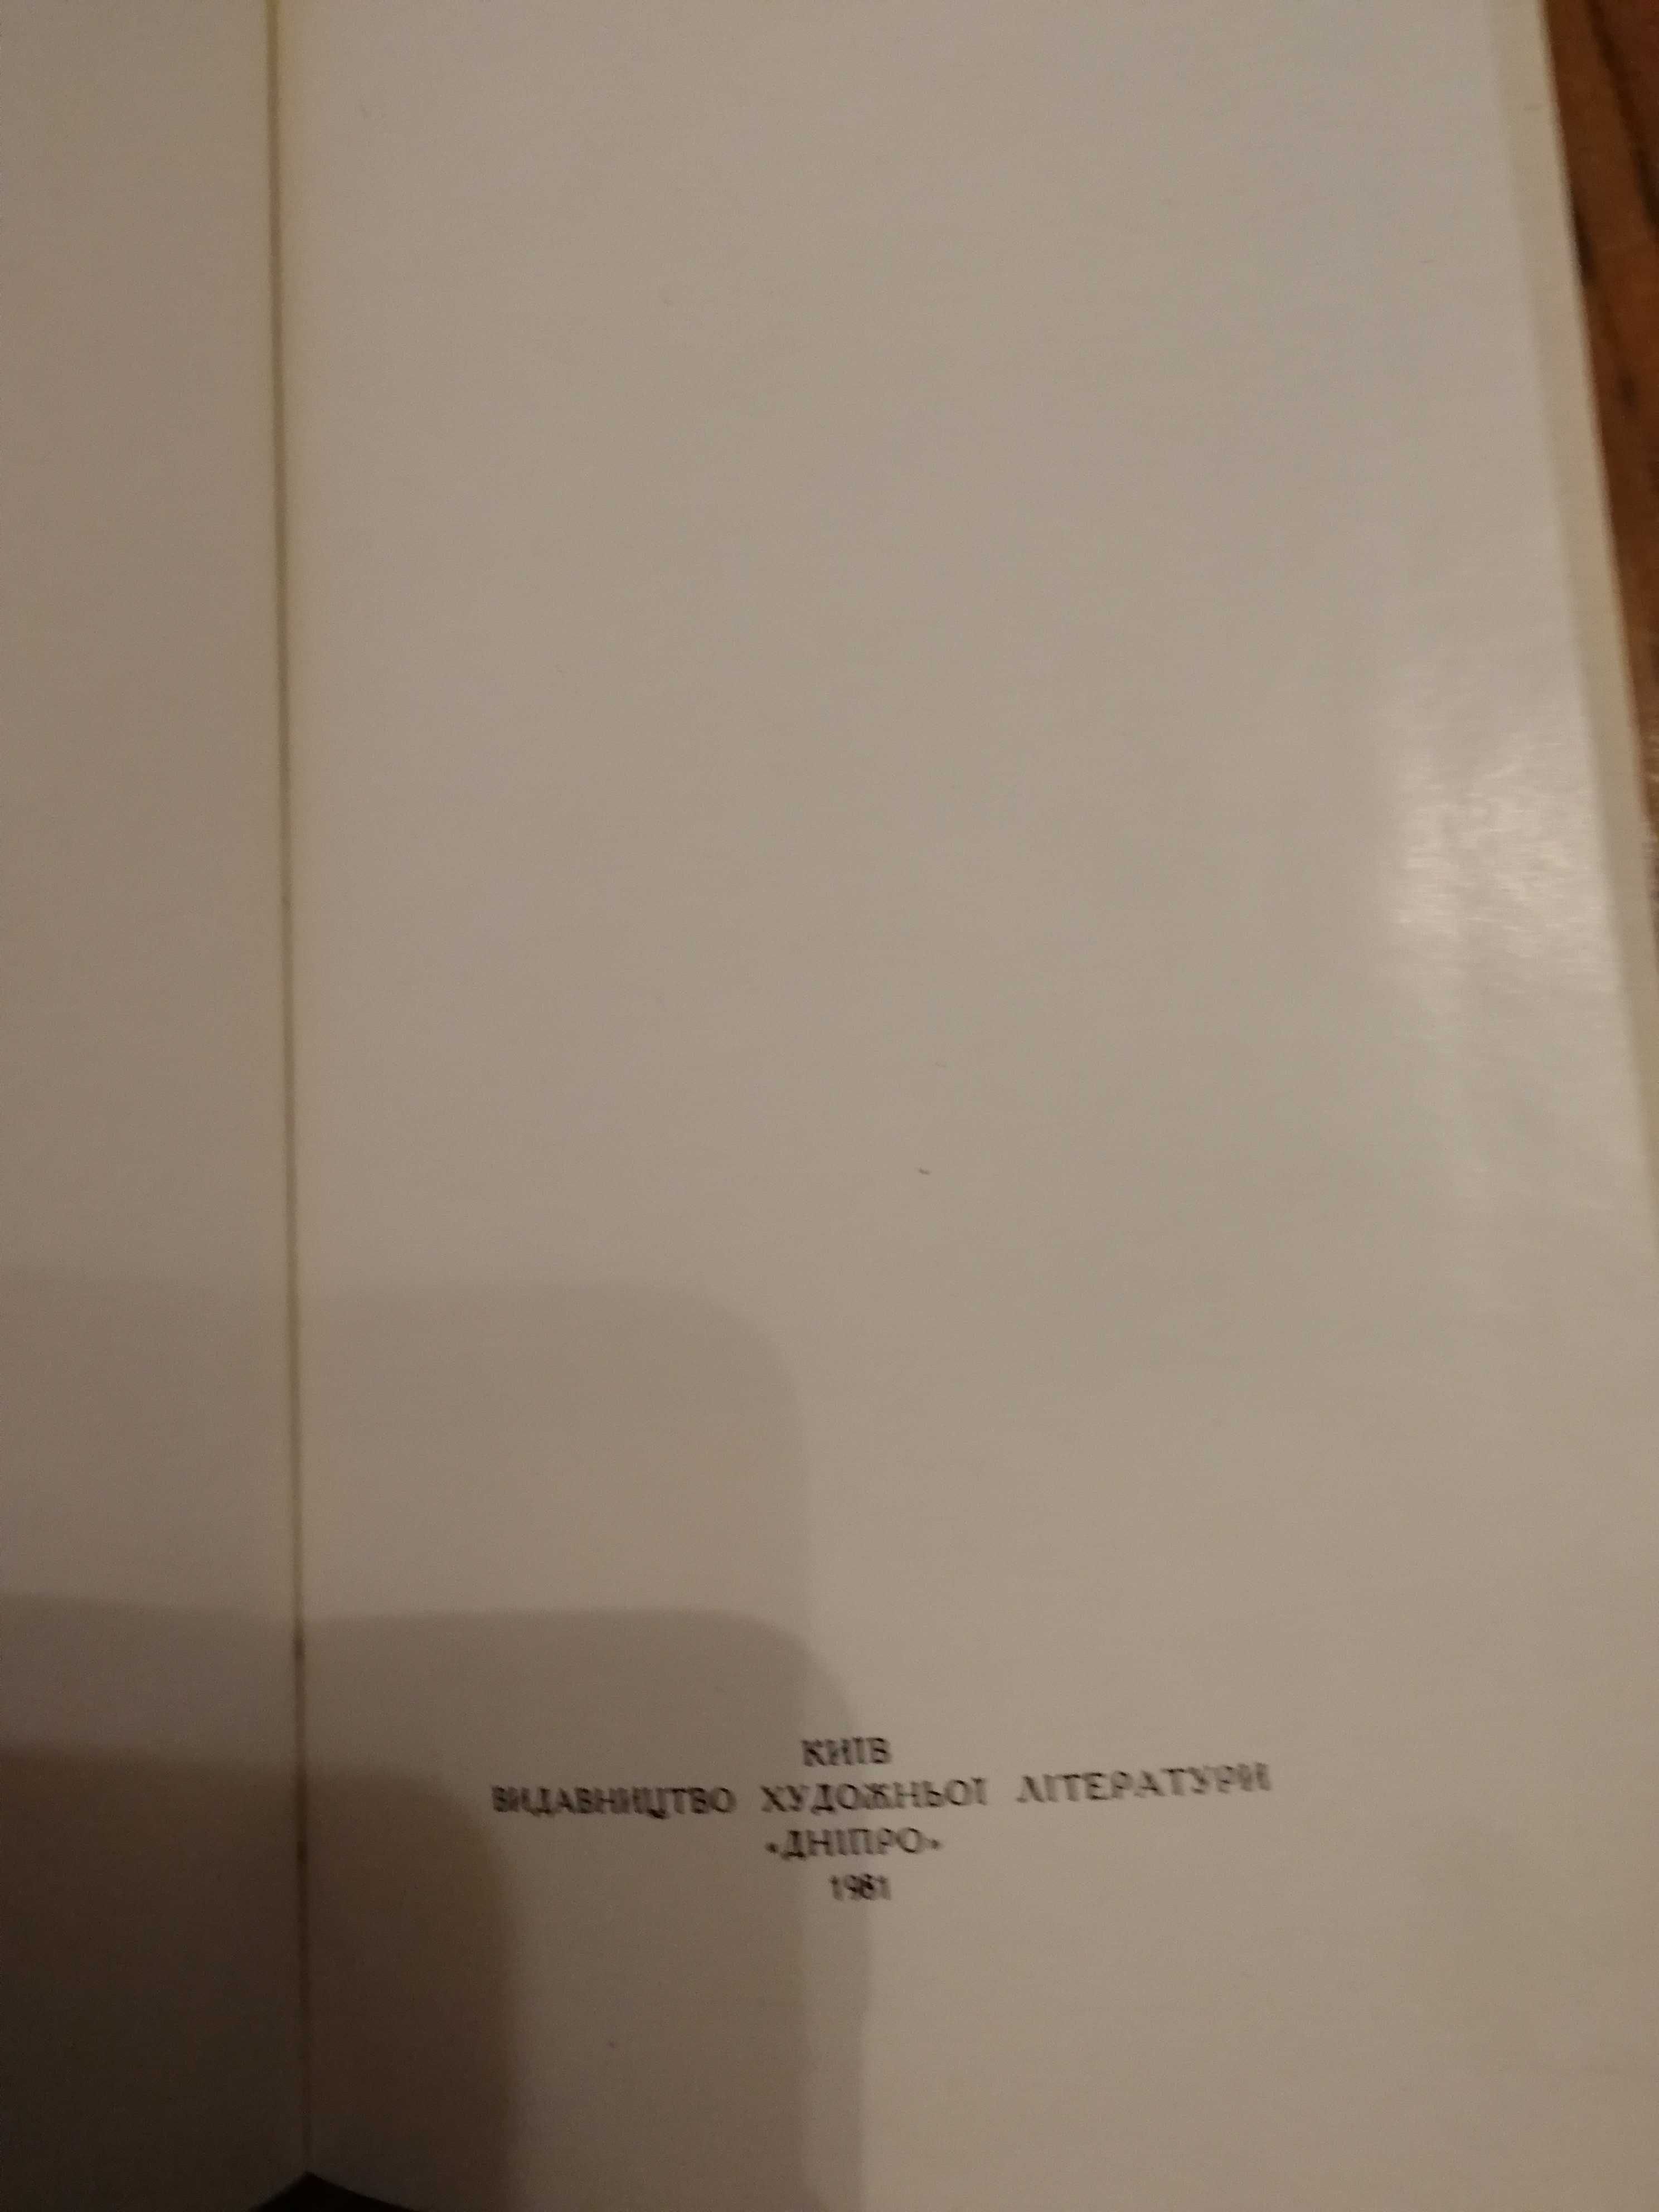 КИЇВ
ВИДАВНИЦТВО ХУДОЖНЬОЇ ЛІТЕРАТУРИ
«ДНІПРО»
1981